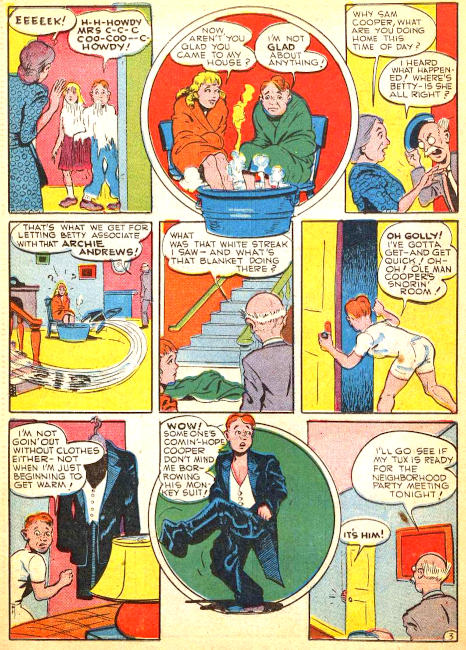 EEEEEK!
H-H-HOWDY
MRS C-C-C
COO-COO--C-
HOWDY!
NOW
AREN'T YOU
GLAD YOU
CAME TO MY
HOUSE?
I'M NOT
GLAD
ABOUT
ANYTHING!
WHY SAM
COOPER, WHAT
ARE YOU DOING
HOME THIS
TIME OF DAY?
I HEARD
WHAT HAPPEN-
ED! WHERE'S
BETTY-IS SHE
ALL RIGHT?
THAT'S WHAT WE GET FOR
LETTING BETTY ASSOCIATE
WITH THAT ARCHIE
ANDREWS!
? ? ?
ZIP
WHAT
WAS THAT WHITE STREAK
I SAW-AND WHAT'S
THAT BLANKET DOING
THERE?
OH GOLLY!
I'VE GOTTA
GET-AND GET
QUICK! OH-
OH! OLE MAN
COOPER'S
SNORIN'
ROOM!
I'M NOT
GOIN' OUT
WITHOUT CLOTHES
EITHER-NOT
WHEN I'M JUST
BEGINNING TO
GET WARM!
WOW!
SOMEONE'S
COMIN'-HOPE
COOPER
DON'T MIND
ME BOR-
ROWING
HIS MON-
KEY SUIT!
I'LL GO SEE IF
MY TUX IS READY
FOR THE
NEIGHBORHOOD
PARTY MEETING
TONIGHT!
IT'S HIM!
3